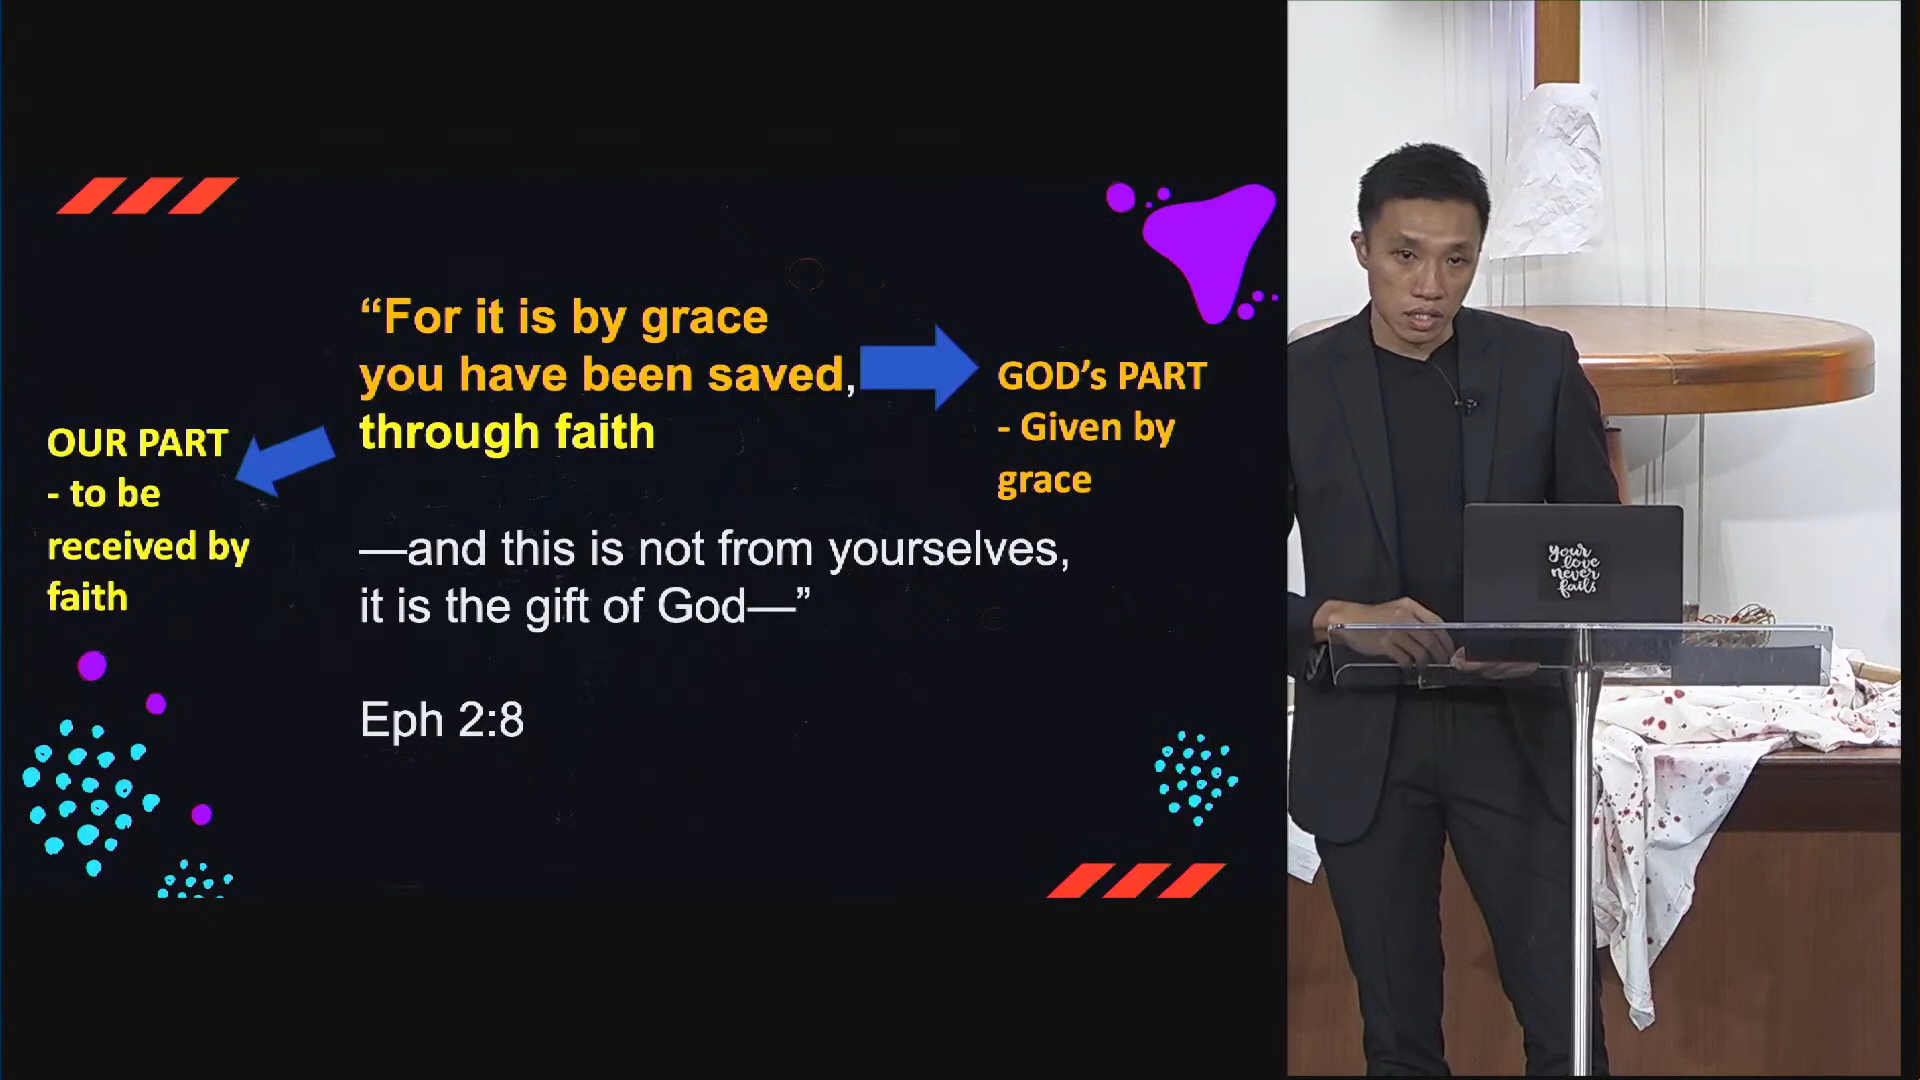 “For it is by grace
you have been saved,
through faith
GOD’s PART
- Given by
grace
OUR PART
- to be
received by
faith
—and this is not from yourselves,
it is the gift of God—”
Eph 2:8
your
love
never
fails